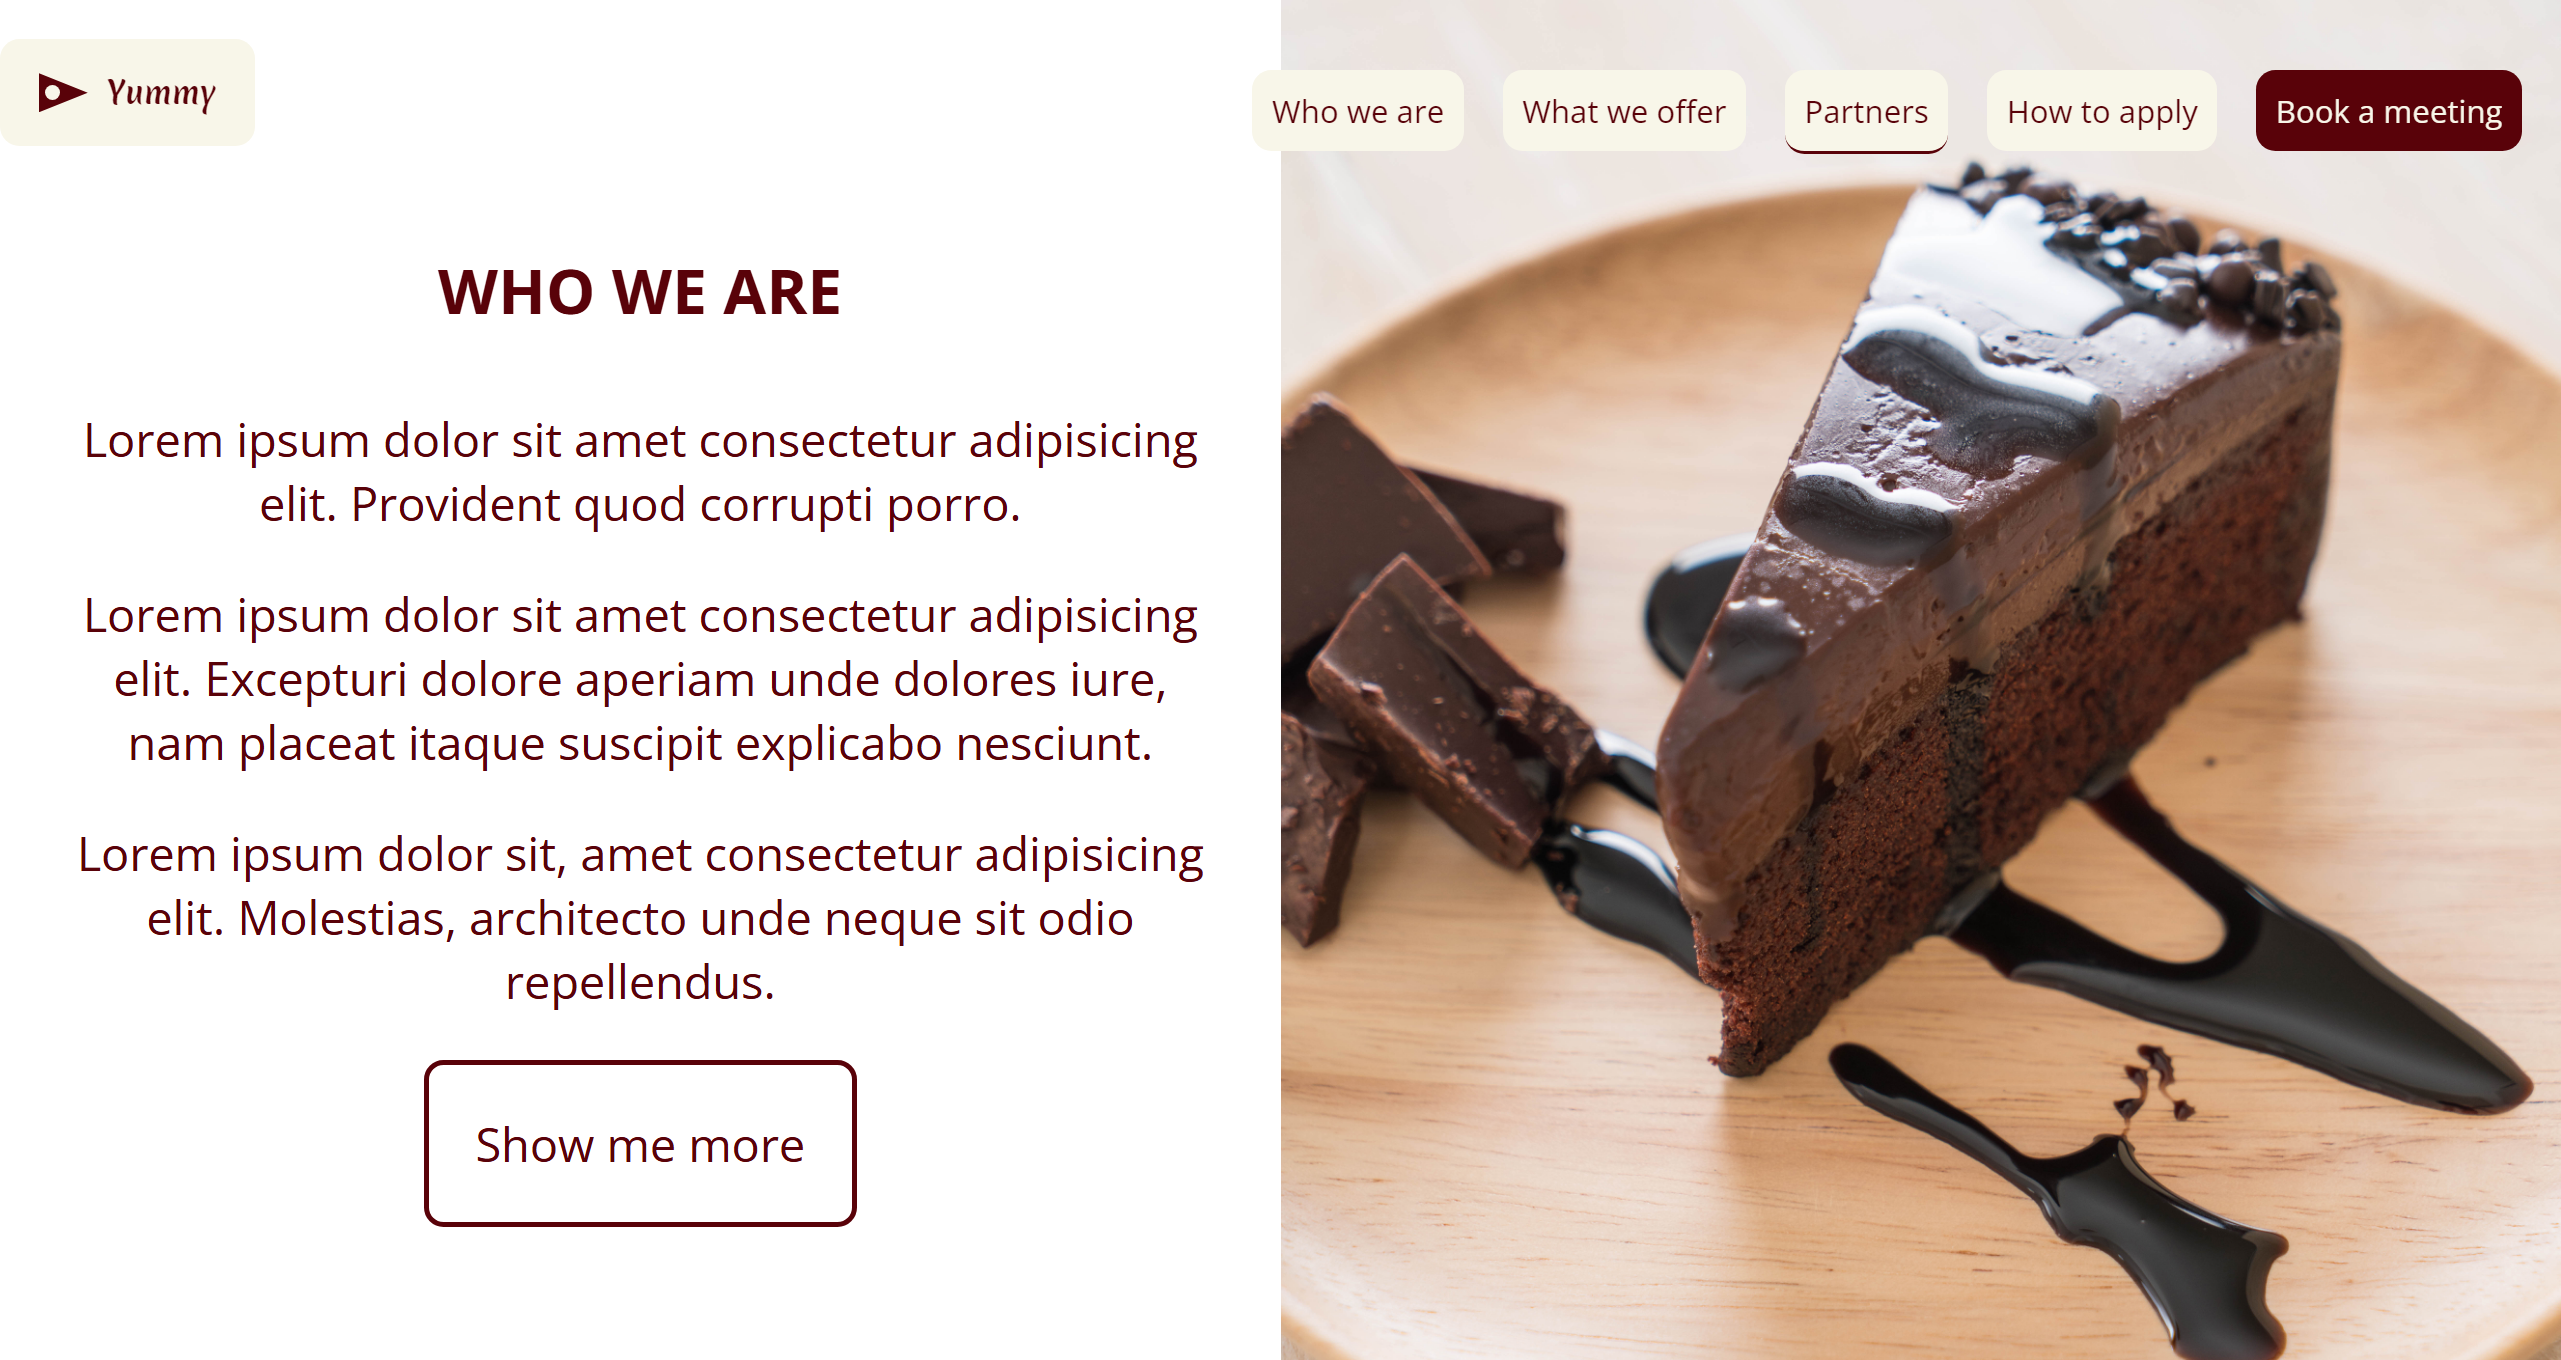 Yummy
Who we are
What we offer
Partners
How to apply
Book a meeting
WHO WE ARE
Lorem ipsum dolor sit amet consectetur adipisicing
elit. Provident quod corrupti porro.
Lorem ipsum dolor sit amet consectetur adipisicing
elit. Excepturi dolore aperiam unde dolores iure,
nam placeat itaque suscipit explicabo nesciunt.
Lorem ipsum dolor sit, amet consectetur adipisicing
elit. Molestias, architecto unde neque sit odio
repellendus.
Show me more